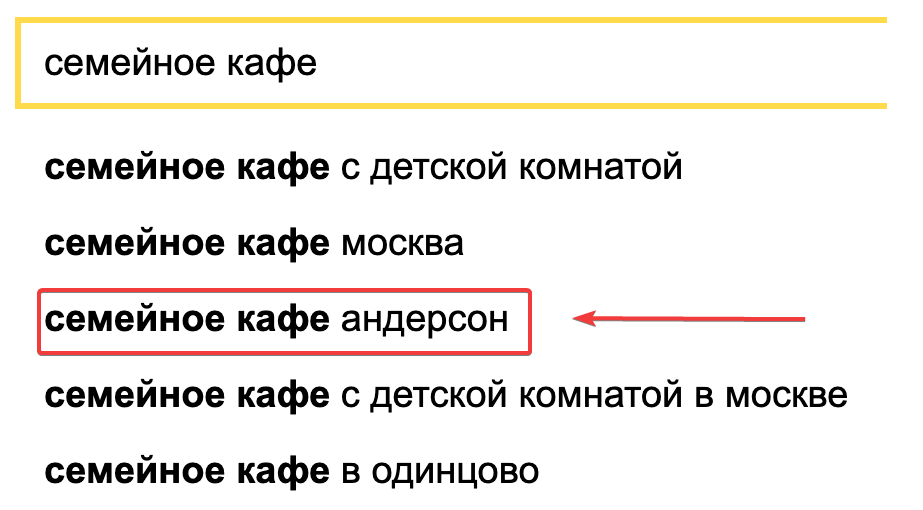 семейное кафе
семейное кафе с детской комнатой
семейное кафе москва
семейное кафе андерсон
семейное кафе с детской комнатой в москве
семейное кафе в одинцово